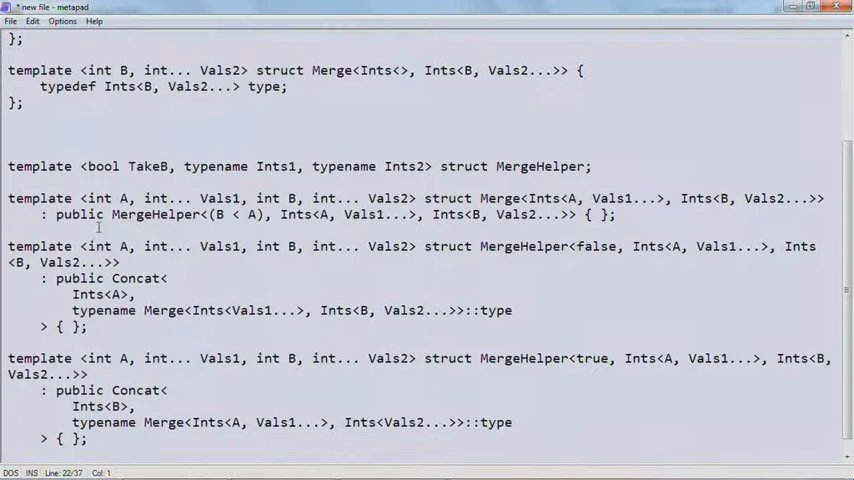 * new file - metapad
File Edit Options Help
};
template <int B, int... Vals2> struct Merge<Ints<>, Ints<B, Vals2...>> {
typedef Ints<B, Vals2...> type;
};
template <bool TakeB, typename Ints1, typename Ints2> struct MergeHelper;
template <int A, int... Vals1, int B, int... Vals2> struct Merge<Ints<A, Vals1...>, Ints<B, Vals2...>>
: public MergeHelper<(B < A), Ints<A, Vals1...>, Ints<B, Vals2...>> { };
template <int A, int... Vals1, int B, int... Vals2> struct MergeHelper<false, Ints<A, Vals1...>, Ints
<B, Vals2...>>
: public Concat<
Ints<A>,
typename Merge<Ints<Vals1...>, Ints<B, Vals2...>>::type
> { };
template <int A, int... Vals1, int B, int... Vals2> struct MergeHelper<true, Ints<A, Vals1...>, Ints<B,
Vals2...>>
: public Concat<
Ints<B>,
typename Merge<Ints<A, Vals1...>, Ints<Vals2...>>::type
> { };
DOS INS Line: 22/37 Col: 1